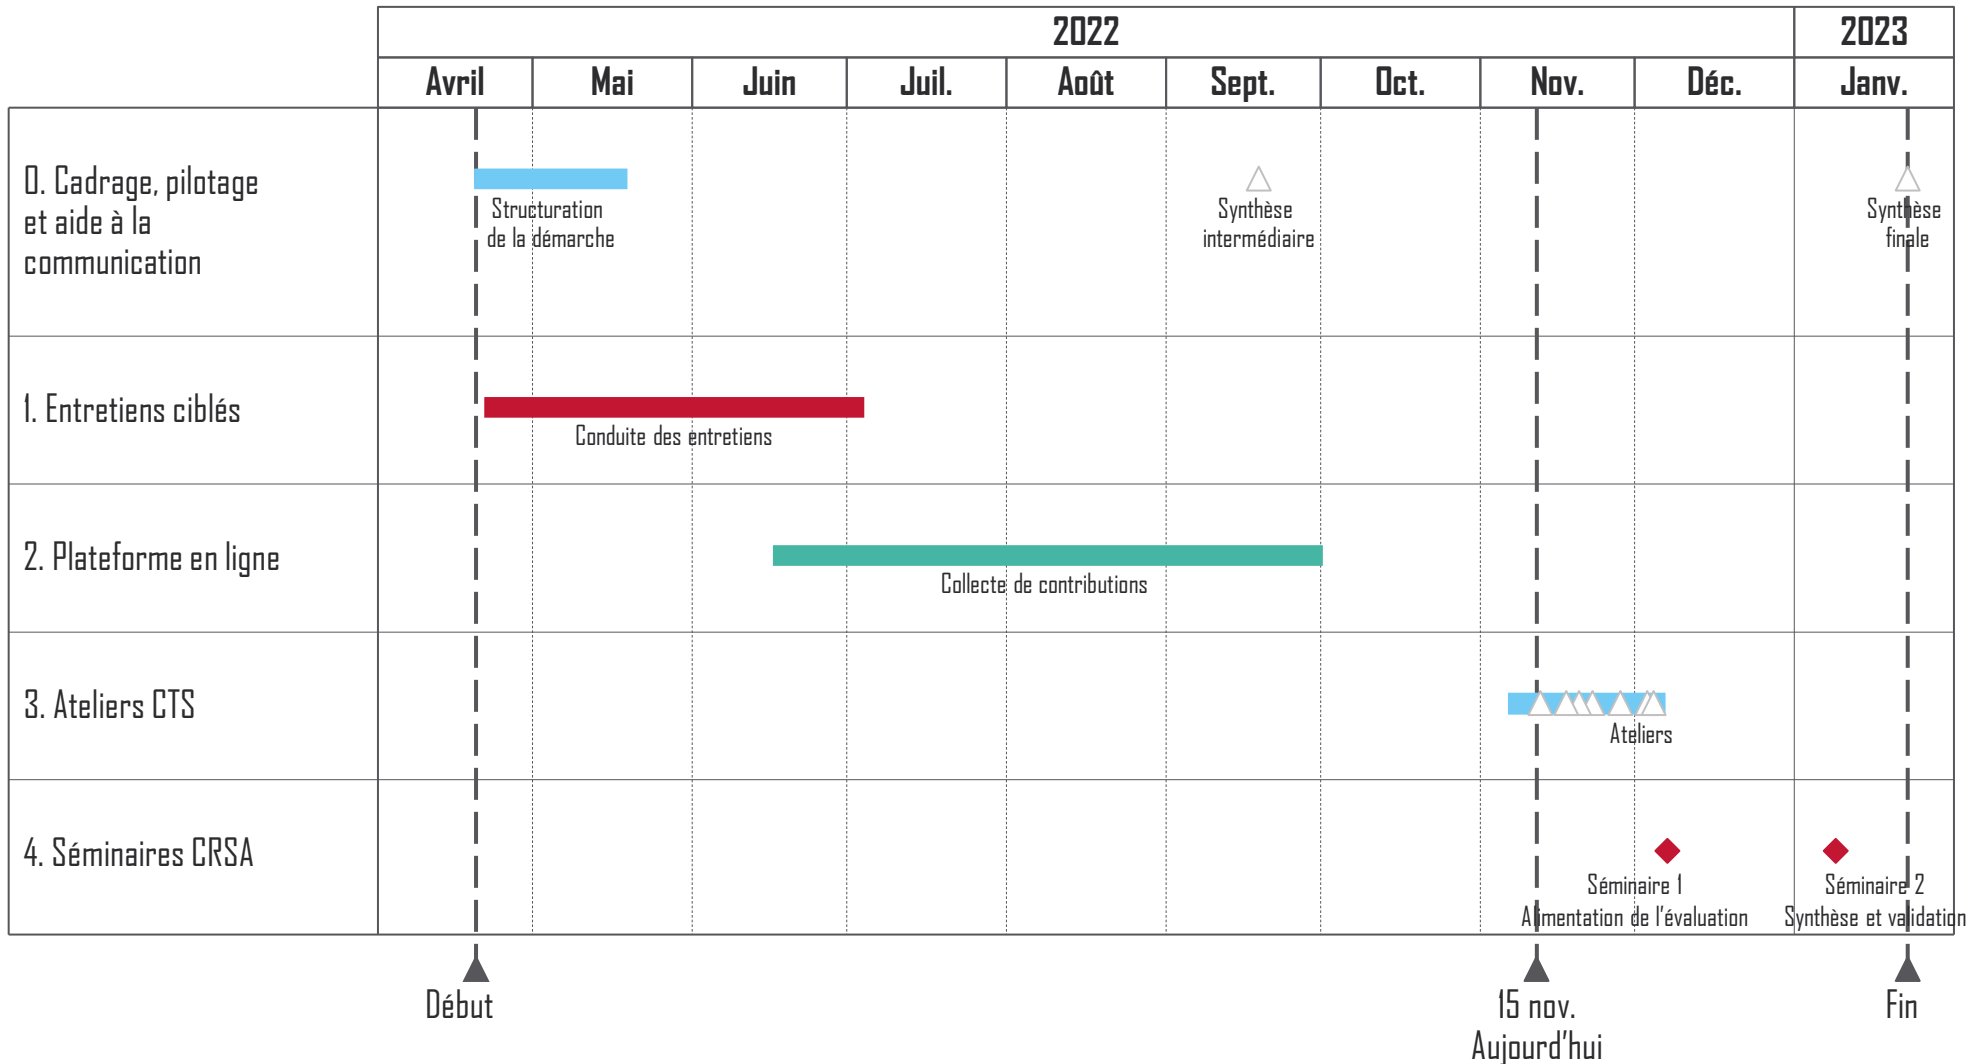 2022
2023
Avril
Mai
Juin
Juil.
Août
Sept.
Oct.
Nov.
Déc.
Janv.
0. Cadrage, pilotage
et aide à la
communication
Structuration
de la démarche
Synthèse
intermédiaire
Synthèse
finale
1. Entretiens ciblés
Conduite des entretiens
2. Plateforme en ligne
Collecte de contributions
3. Ateliers CTS
Ateliers
4. Séminaires CRSA
Séminaire 1
Alimentation de l'évaluation
Séminaire 2
Synthèse et validation
Début
15 nov.
Aujourd'hui
Fin